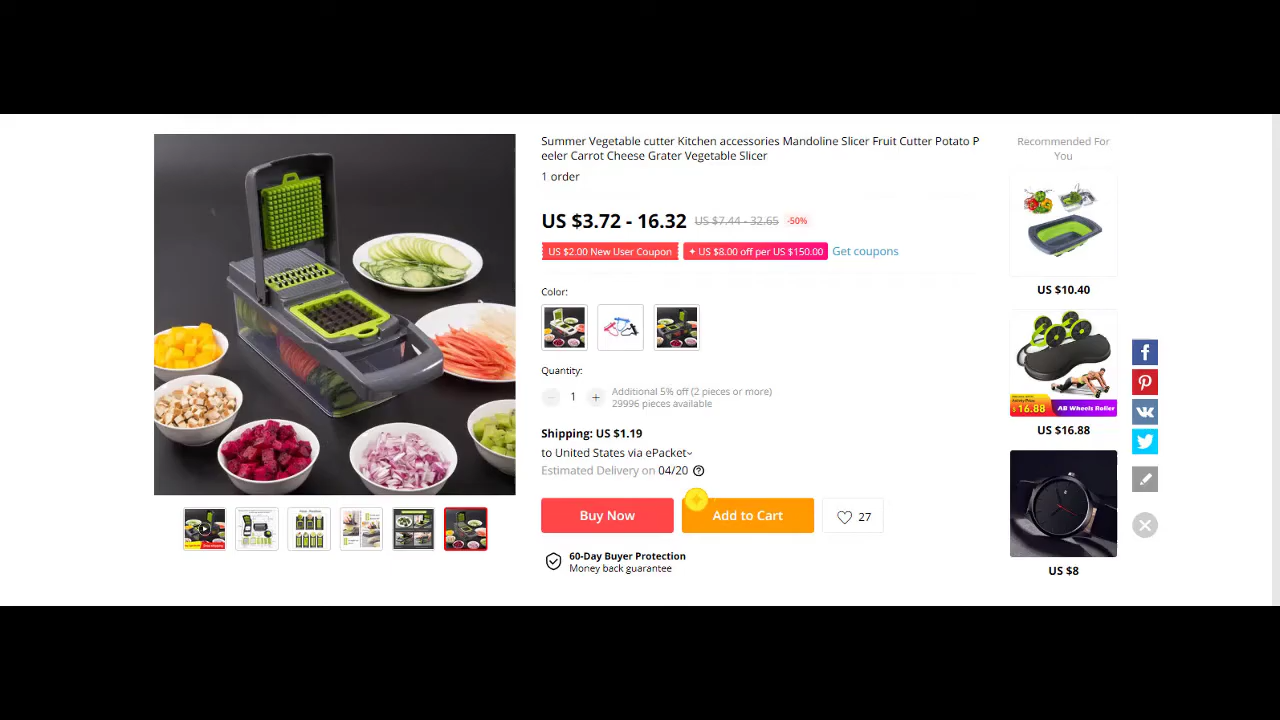 Summer Vegetable cutter Kitchen accessories Mandoline Slicer Fruit Cutter Potato P
eeler Carrot Cheese Grater Vegetable Slicer
1 order
US $3.72 - 16.32 US $7.44 - 32.65 -50%
US $2.00 New User Coupon ✦ US $8.00 off per US $150.00 Get coupons
Color:
Quantity:
1 + Additional 5% off (2 pieces or more)
29996 pieces available
Shipping: US $1.19
to United States via ePacket
Estimated Delivery on 04/20
Buy Now
Add to Cart
27
60-Day Buyer Protection
Money back guarantee
Recommended For
You
US $10.40
$ 16.88 AB Wheels Roller
US $16.88
US $8